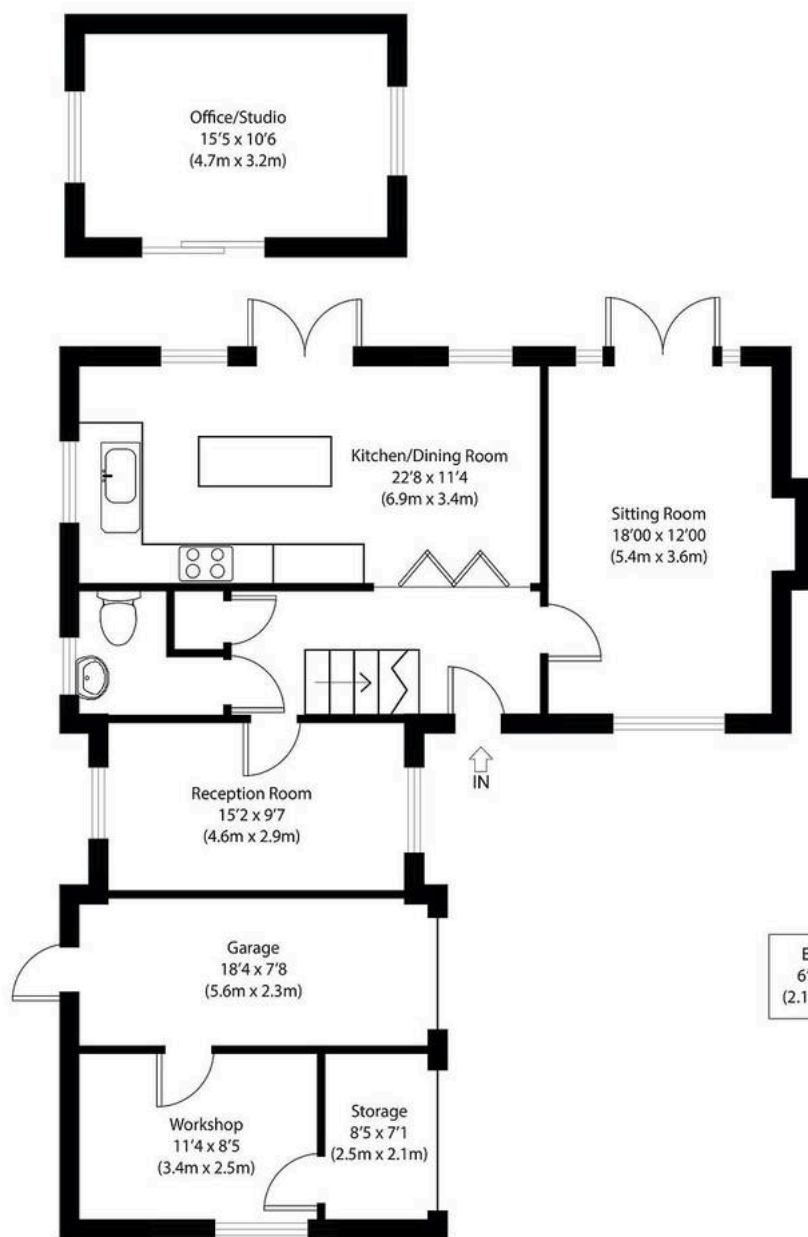 Office/Studio
15'5 x 10'6
(4.7m x 3.2m)
Kitchen/Dining Room
22'8 x 11'4
(6.9m x 3.4m)
Sitting Room
18'00 x 12'00
(5.4m x 3.6m)
IN
Reception Room
15'2 x 9'7
(4.6m x 2.9m)
Garage
18'4 x 7'8
(5.6m x 2.3m)
Workshop
11'4 x 8'5
(3.4m x 2.5m)
Storage
8'5 x 7'1
(2.5m x 2.1m)
(2.1